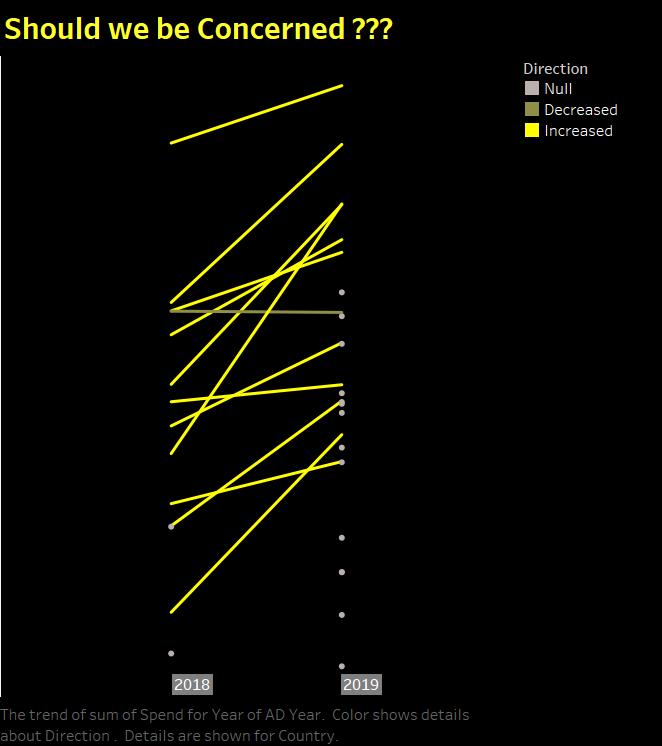 Should we be Concerned ???
Direction
Null
Decreased
Increased
2018
2019
The trend of sum of Spend for Year of AD Year. Color shows details
about Direction . Details are shown for Country.